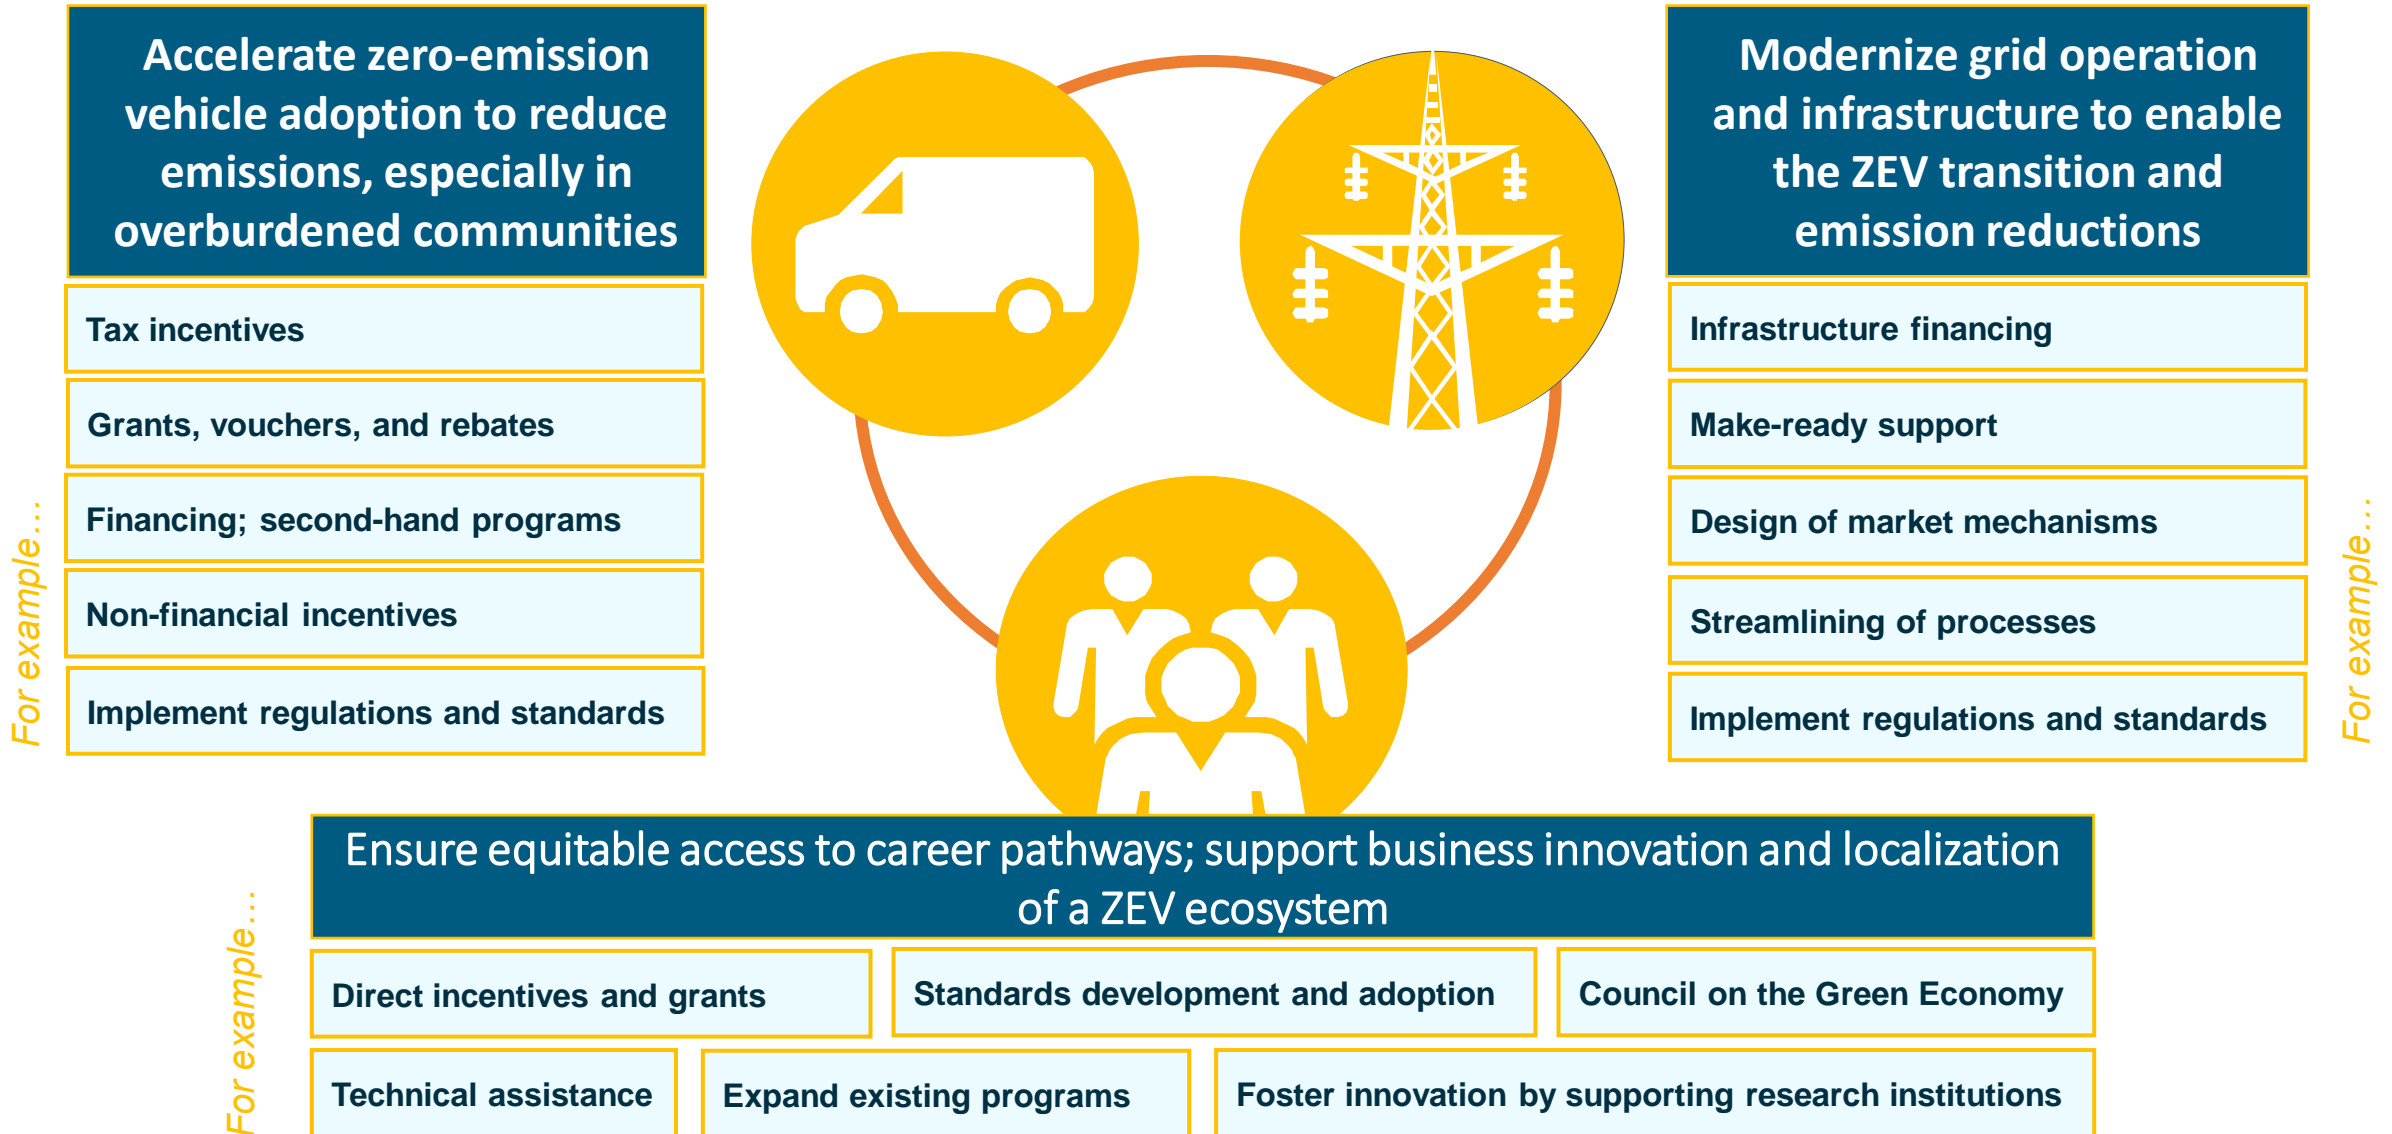 Accelerate zero-emission
vehicle adoption to reduce
emissions, especially in
overburdened communities
Tax incentives
Grants, vouchers, and rebates
Financing; second-hand programs
Non-financial incentives
Implement regulations and standards
For example…
Modernize grid operation
and infrastructure to enable
the ZEV transition and
emission reductions
Infrastructure financing
Make-ready support
Design of market mechanisms
Streamlining of processes
Implement regulations and standards
For example…
Ensure equitable access to career pathways; support business innovation and localization
of a ZEV ecosystem
For example…
Direct incentives and grants
Standards development and adoption
Council on the Green Economy
Technical assistance
Expand existing programs
Foster innovation by supporting research institutions